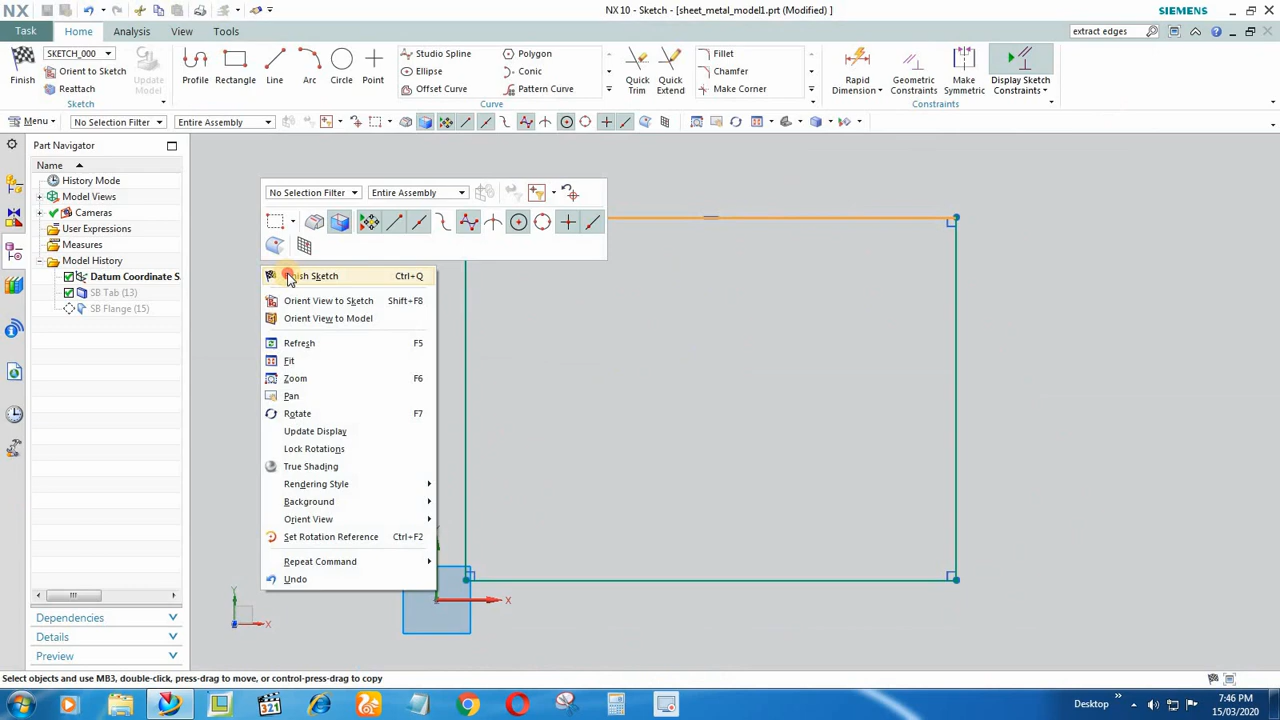 NX
NX 10 - Sketch - [sheet_metal_model1.prt (Modified) ]
SIEMENS
Task
Home
Analysis
View
Tools
extract edges
SKETCH_000
Orient to Sketch
Reattach
Finish
Update
Model
Sketch
Profile
Rectangle
Line
Arc
Circle
Point
Studio Spline
Ellipse
Offset Curve
Polygon
Conic
Pattern Curve
Curve
Quick
Trim
Quick
Extend
Fillet
Chamfer
Make Corner
Rapid
Dimension
Geometric
Constraints
Make
Symmetric
Display Sketch
Constraints
Constraints
Menu
No Selection Filter
Entire Assembly
Part Navigator
Name
History Mode
Model Views
Cameras
User Expressions
Measures
Model History
Datum Coordinate S
SB Tab (13)
SB Flange (15)
Dependencies
Details
Preview
No Selection Filter
Entire Assembly
Sketch Ctrl+Q
Orient View to Sketch Shift+F8
Orient View to Model
Refresh F5
Fit
Zoom F6
Pan
Rotate F7
Update Display
Lock Rotations
True Shading
Rendering Style
Background
Orient View
Set Rotation Reference Ctrl+F2
Repeat Command
Undo
X
Y
X
Select objects and use MB3, double-click, press-drag to move, or control-press-drag to copy
321
Desktop
7:46 PM
15/03/2020